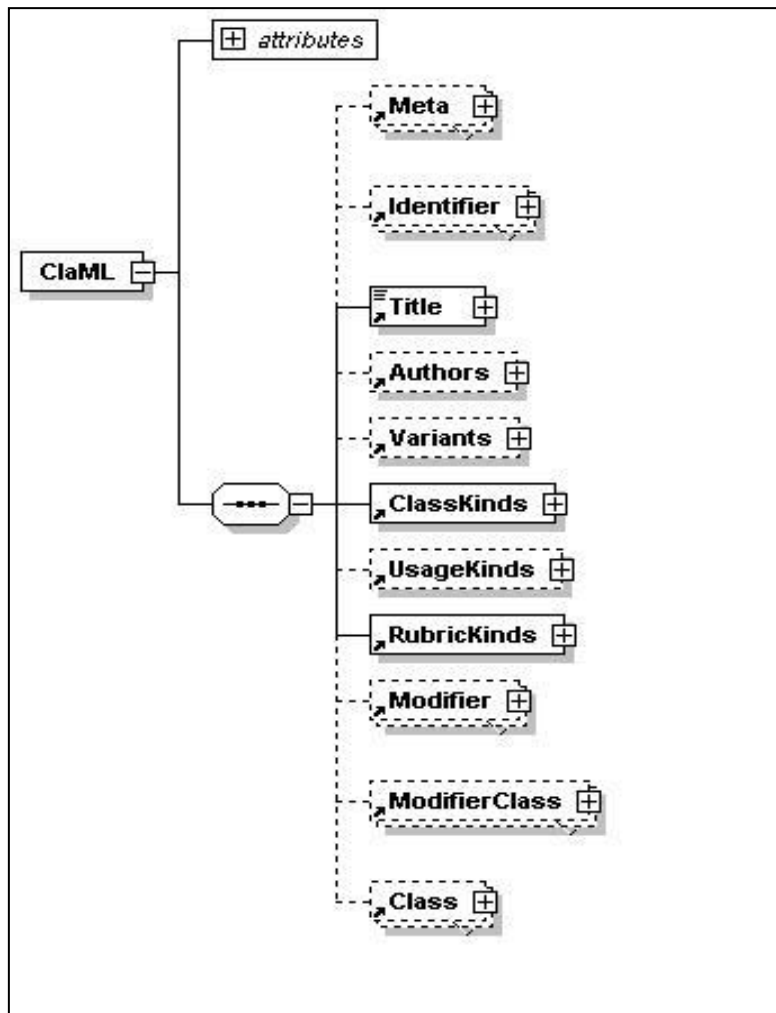 attributes
Meta
Identifier
ClaML
Title
Authors
Variants
ClassKinds
UsageKinds
RubricKinds
Modifier
ModifierClass
Class